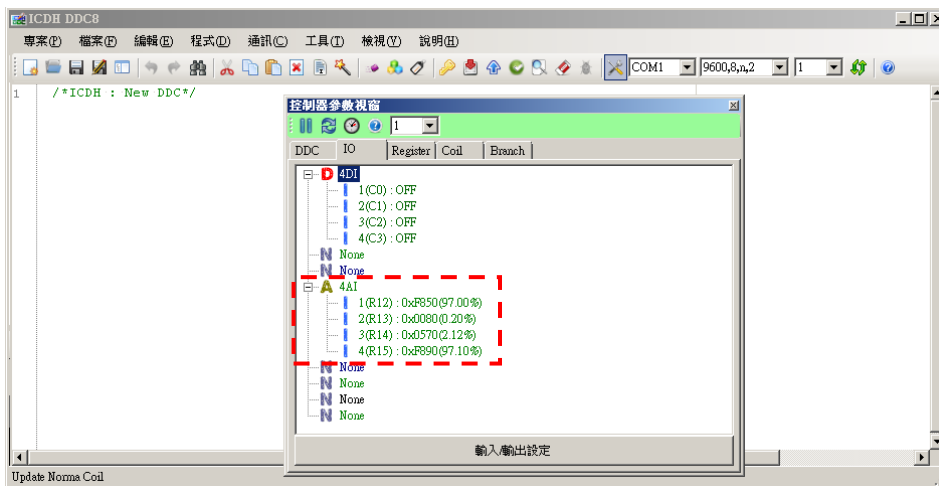 ICDH DDC8
專案(P) 檔案(F) 編輯(E) 程式(D) 通訊(C) 工具(T) 檢視(V) 說明(H)
COM1 9600,8,n,2 1
1 /*ICDH : New DDC*/
控制器參數視窗
1
DDC IO Register Coil Branch
4DI
1(C0) : OFF
2(C1) : OFF
3(C2) : OFF
4(C3) : OFF
None
None
4AI
1(R12) : 0xF850(97.00%)
2(R13) : 0x0080(0.20%)
3(R14) : 0x0570(2.12%)
4(R15) : 0xF890(97.10%)
None
None
None
None
輸入/輸出設定
Update Norma Coil